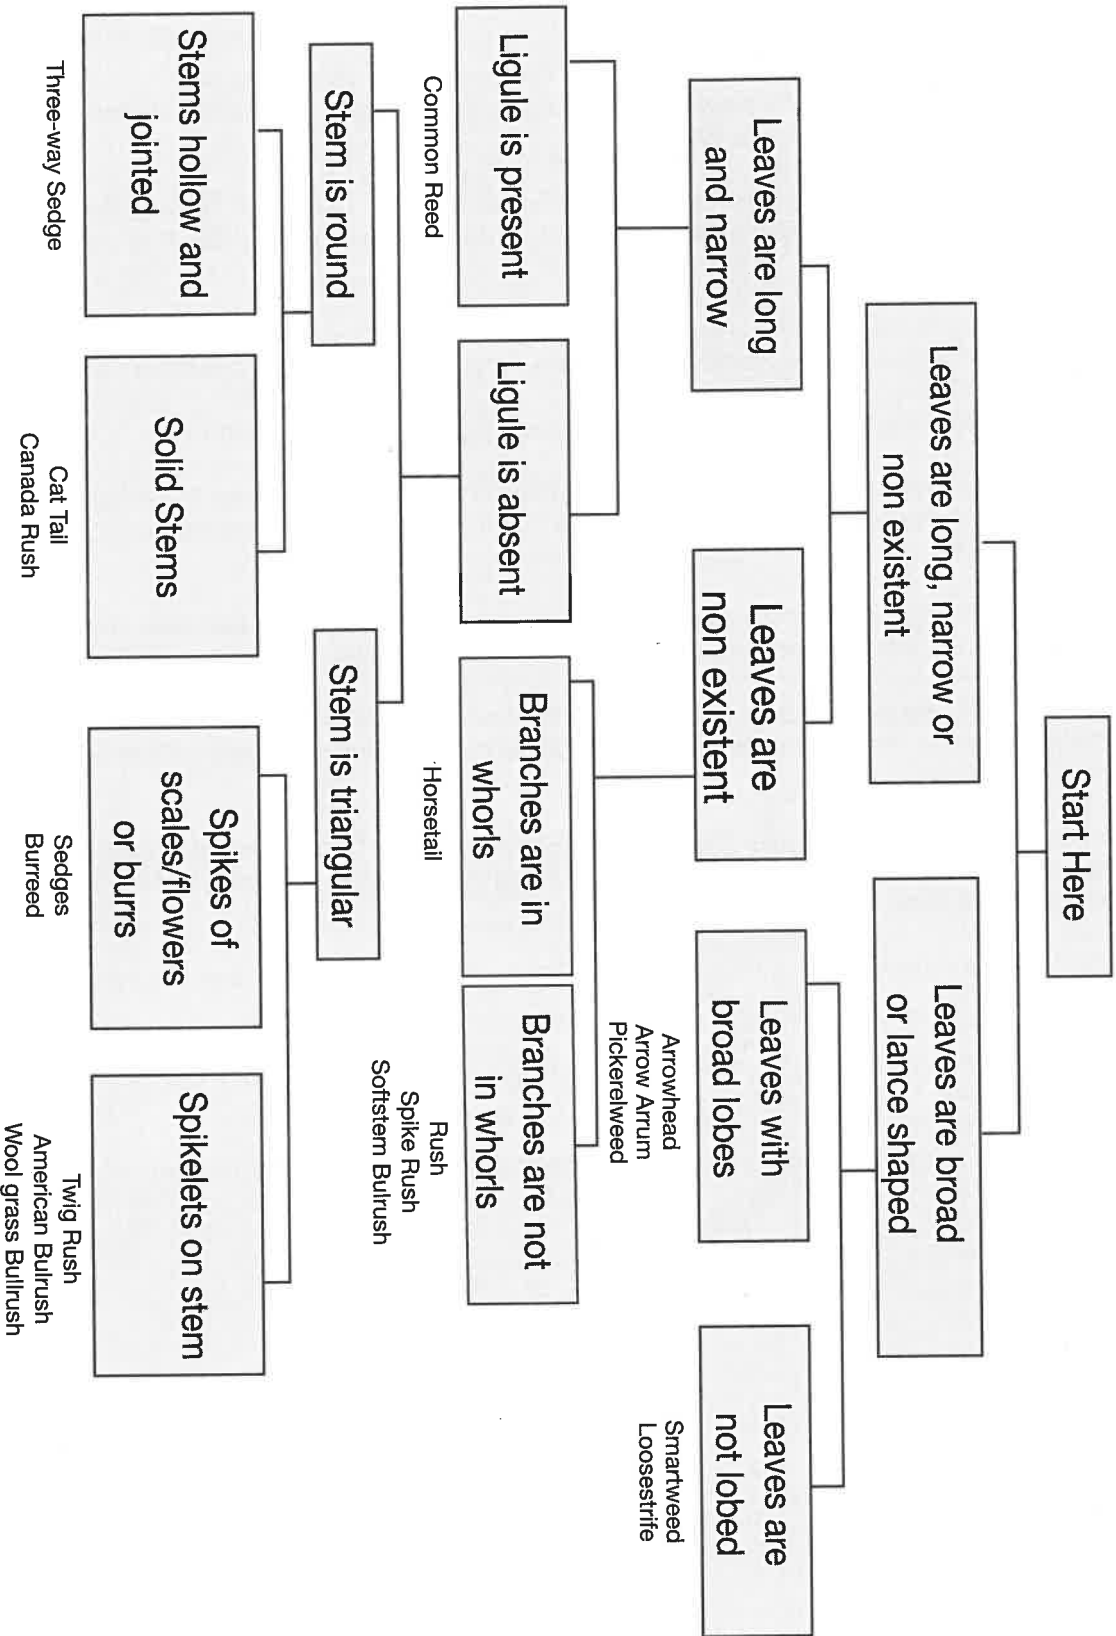 Start Here
Leaves are long, narrow or
non existent
Leaves are broad
or lance shaped
Leaves are long
and narrow
Leaves are
non existent
Leaves with
broad lobes
Leaves are
not lobed
Arrowhead
Arrow Arrum
Pickerelweed
Smartweed
Loosestrife
Ligule is present
Ligule is absent
Branches are in
whorls
Branches are not
in whorls
Common Reed
Horsetail
Rush
Spike Rush
Softstem Bulrush
Stem is round
Stem is triangular
Stems hollow and
jointed
Solid Stems
Spikes of
scales/flowers
or burrs
Spikelets on stem
Three-way Sedge
Cat Tail
Canada Rush
Sedges
Burreed
Twig Rush
American Bulrush
Wool grass Bullrush